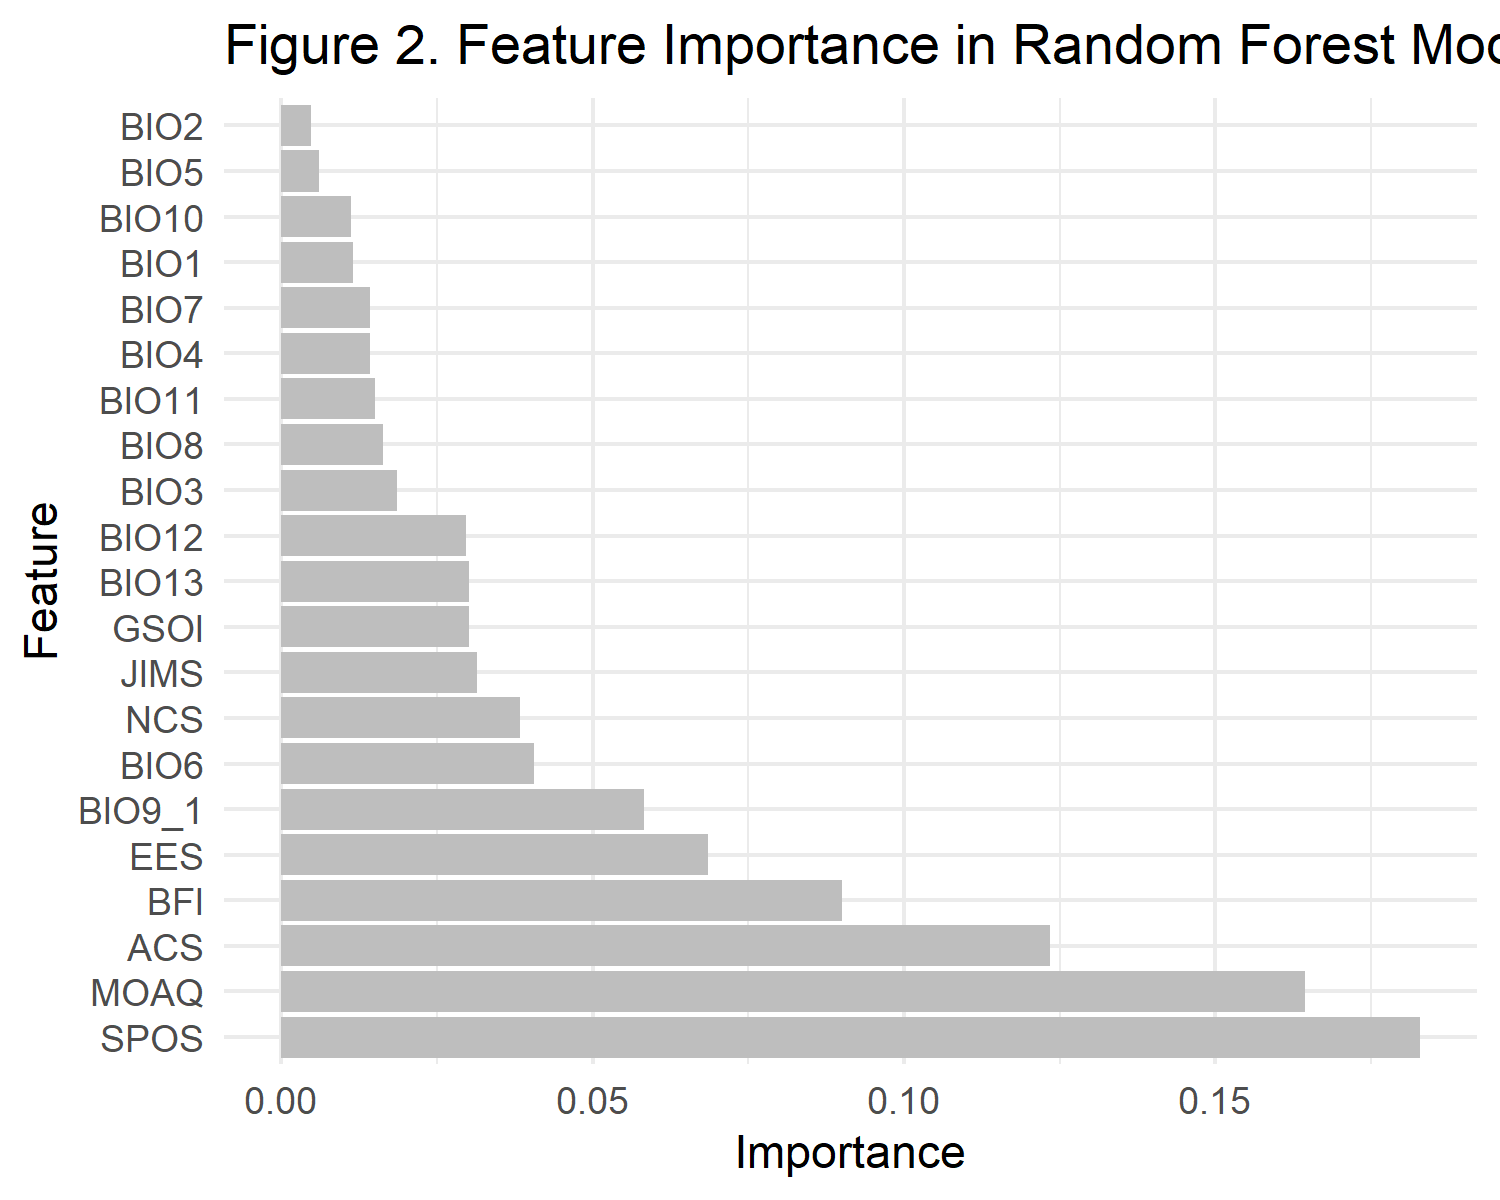 Figure 2. Feature Importance in Random Forest
BIO2
BIO5
BIO10
BIO1
BIO7
BIO4
BIO11
BIO8
BIO3
BIO12
BIO13
GSOI
JIMS
NCS
BIO6
BIO9_1
EES
BFI
ACS
MOAQ
SPOS
Feature
0.00 0.05 0.10 0.15
Importance